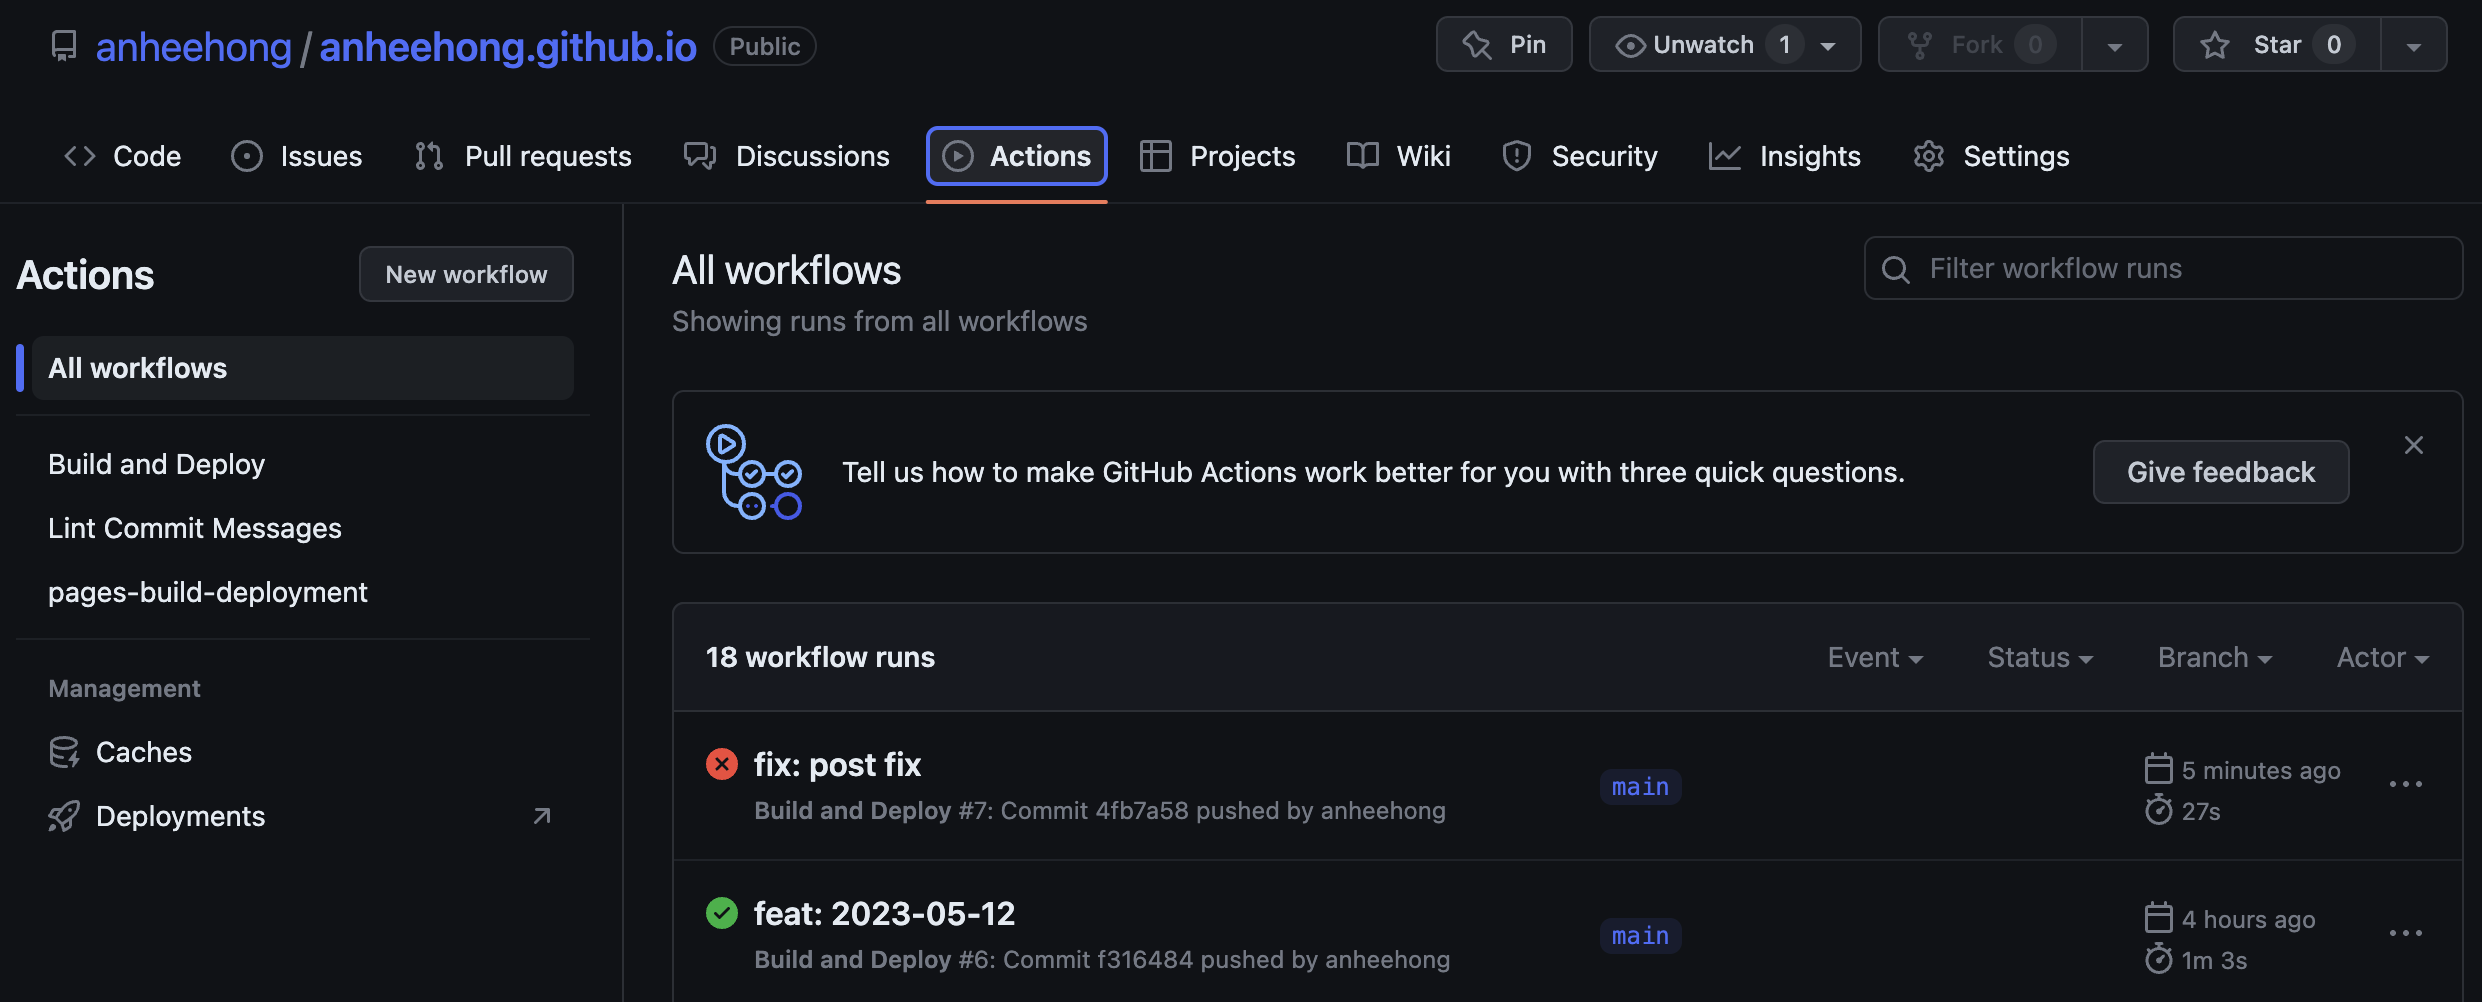 anheehong / anheehong.github.io Public Pin Unwatch 1 Fork 0 Star 0
Code Issues Pull requests Discussions Actions Projects Wiki Security Insights Settings
Actions New workflow
All workflows
Build and Deploy
Lint Commit Messages
pages-build-deployment
Management
Caches
Deployments
All workflows Filter workflow runs
Showing runs from all workflows
Tell us how to make GitHub Actions work better for you with three quick questions. Give feedback
18 workflow runs Event Status Branch Actor
fix: post fix
Build and Deploy #7: Commit 4fb7a58 pushed by anheehong
main
5 minutes ago
27s
feat: 2023-05-12
Build and Deploy #6: Commit f316484 pushed by anheehong
main
4 hours ago
1m 3s